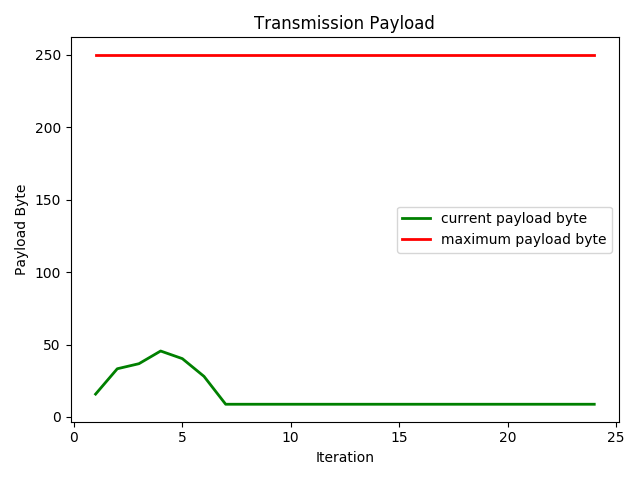 Transmission Payload
250
200
150
100
50
0
Payload Byte
current payload byte
maximum payload byte
0 5 10 15 20 25
Iteration